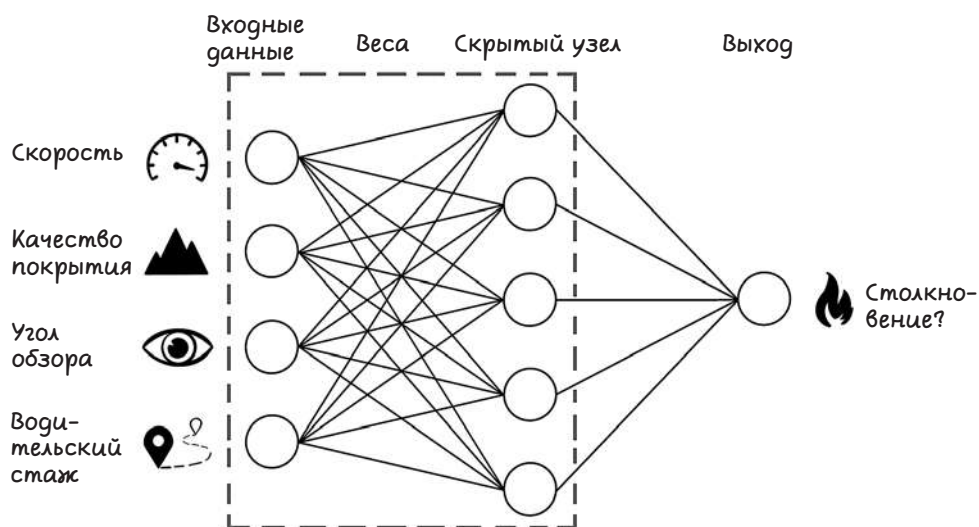 Входные
данные
Веса
Скрытый узел
Выход
Скорость
Качество
покрытия
Угол
обзора
Води-
тельский
стаж
Столкно-
вение?